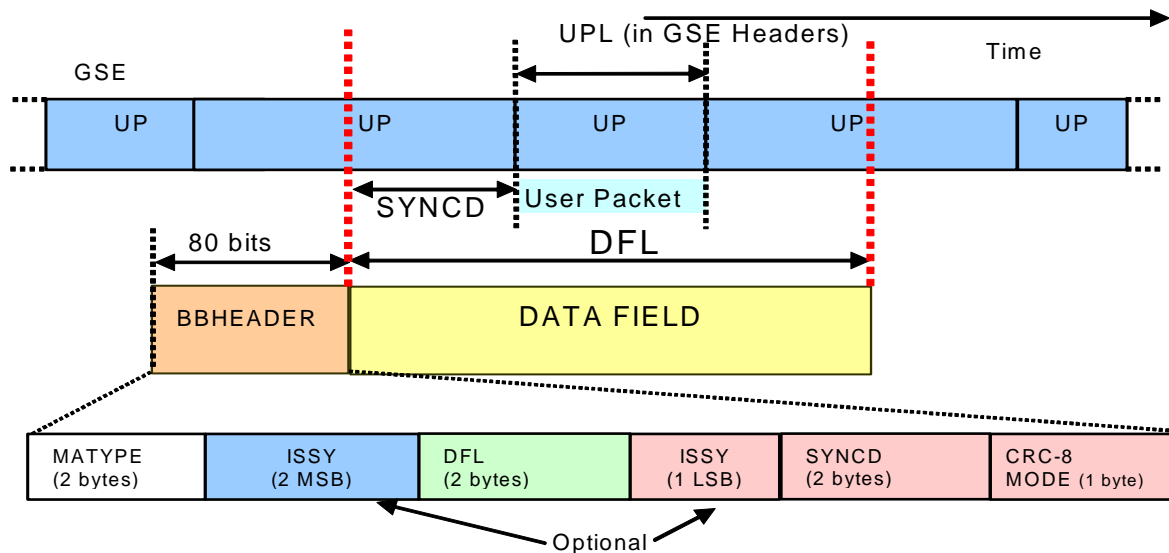 UPL (in GSE Headers)
Time
GSE
UP
UP
UP
UP
UP
SYNCD
User Packet
80 bits
DFL
BBHEADER
DATA FIELD
MATYPE
(2 bytes)
ISSY
(2 MSB)
DFL
(2 bytes)
ISSY
(1 LSB)
SYNCD
(2 bytes)
CRC-8
MODE (1 byte)
Optional